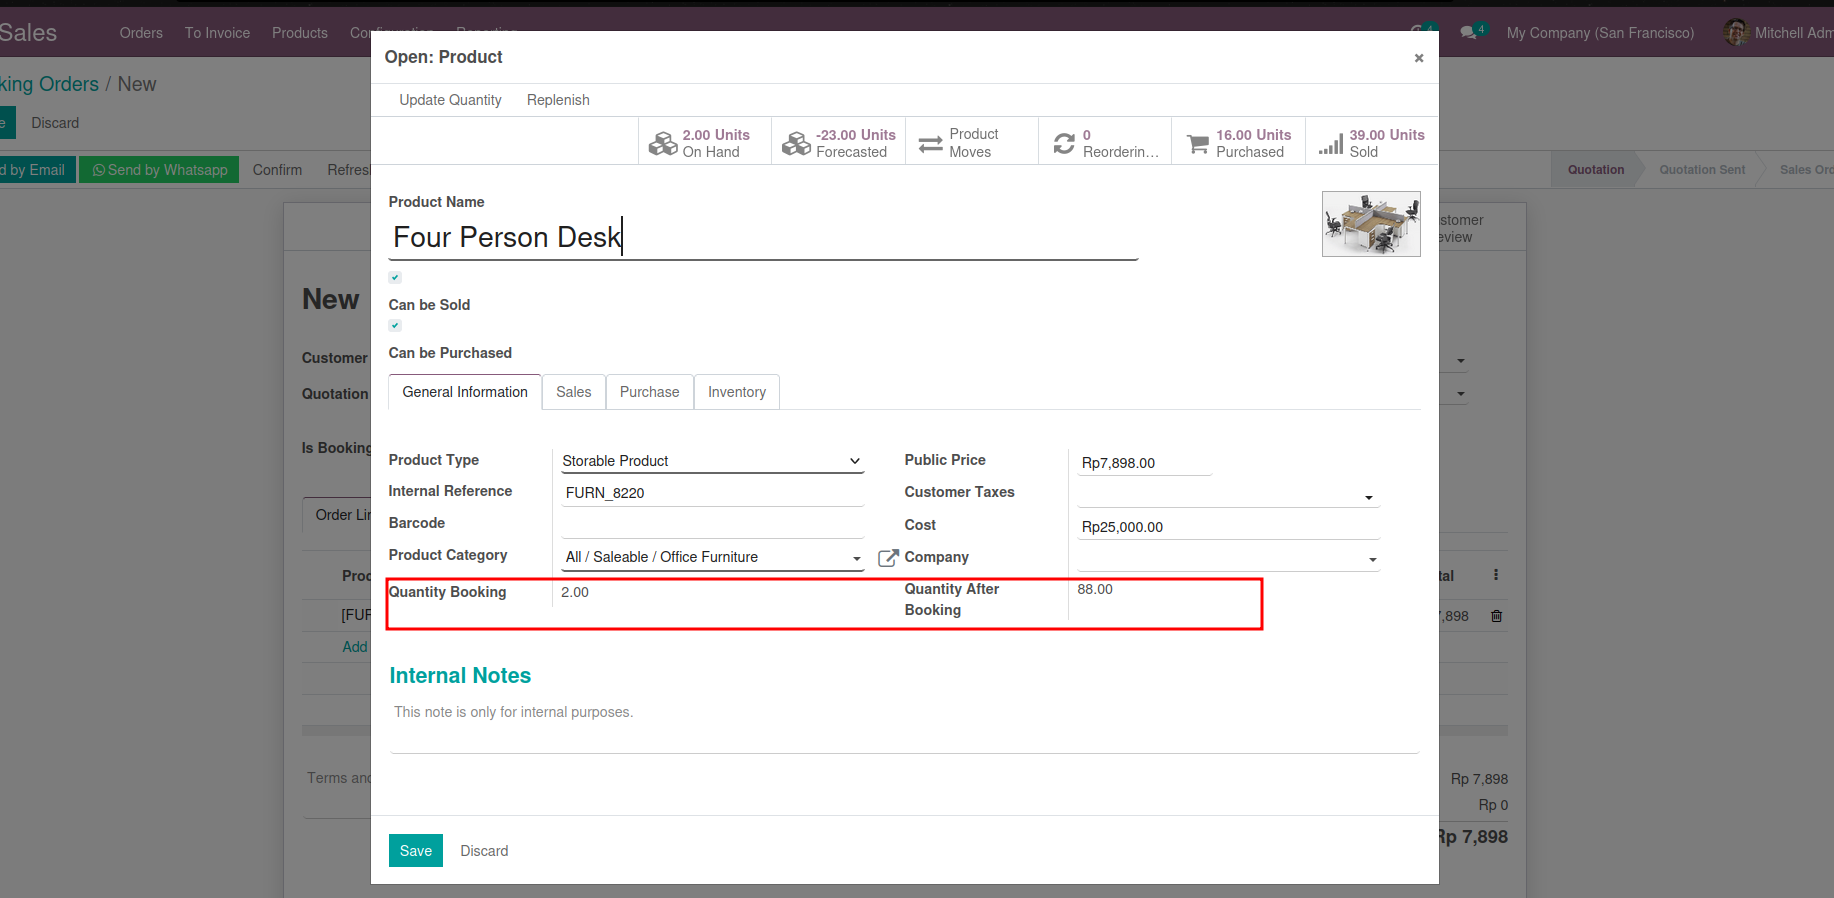 Sales
Orders To Invoice Products
4 4 My Company (San Francisco) Mitchell Adm
king Orders / New
Discard
d by Email Send by Whatsapp Confirm Refres
Quotation Quotation Sent Sales Ord
Open: Product ×
Update Quantity Replenish
2.00 Units
On Hand
-23.00 Units
Forecasted
Product
Moves
0
Reorderin...
16.00 Units
Purchased
39.00 Units
Sold
stomer
eview
Product Name
Four Person Desk
New
Can be Sold
Can be Purchased
Customer
Quotation
Is Booking
General Information Sales Purchase Inventory
Product Type Storable Product Public Price Rp7,898.00
Internal Reference FURN_8220 Customer Taxes
Barcode Cost Rp25,000.00
Product Category All / Saleable / Office Furniture Company
Quantity Booking 2.00 Quantity After Booking 88.00
Order Lin
Prod tal
[FUR 7,898
Add
Internal Notes
This note is only for internal purposes.
Terms and
Rp 7,898
Rp 0
Rp 7,898
Save Discard